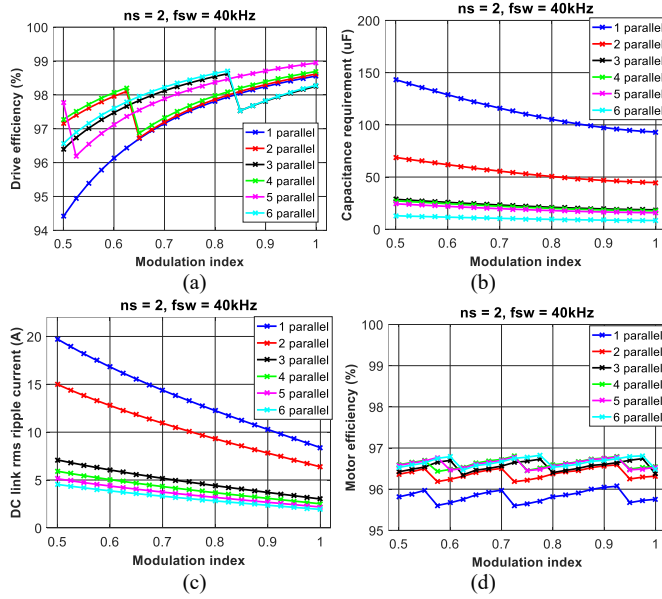 ns = 2, fsw = 40kHz
100
99
98
97
96
95
94
0.5
0.6
0.7
0.8
0.9
1
Drive efficiency (%)
Modulation index
1 parallel
2 parallel
3 parallel
4 parallel
5 parallel
6 parallel
(a)
ns = 2, fsw = 40kHz
200
150
100
50
0
0.5
0.6
0.7
0.8
0.9
1
Capacitance requirement (uF)
Modulation index
1 parallel
2 parallel
3 parallel
4 parallel
5 parallel
6 parallel
(b)
ns = 2, fsw = 40kHz
20
15
10
5
0
0.5
0.6
0.7
0.8
0.9
1
DC link rms ripple current (A)
Modulation index
1 parallel
2 parallel
3 parallel
4 parallel
5 parallel
6 parallel
(c)
ns = 2, fsw = 40kHz
100
99
98
97
96
95
0.5
0.6
0.7
0.8
0.9
1
Motor efficiency (%)
Modulation index
1 parallel
2 parallel
3 parallel
4 parallel
5 parallel
6 parallel
(d)